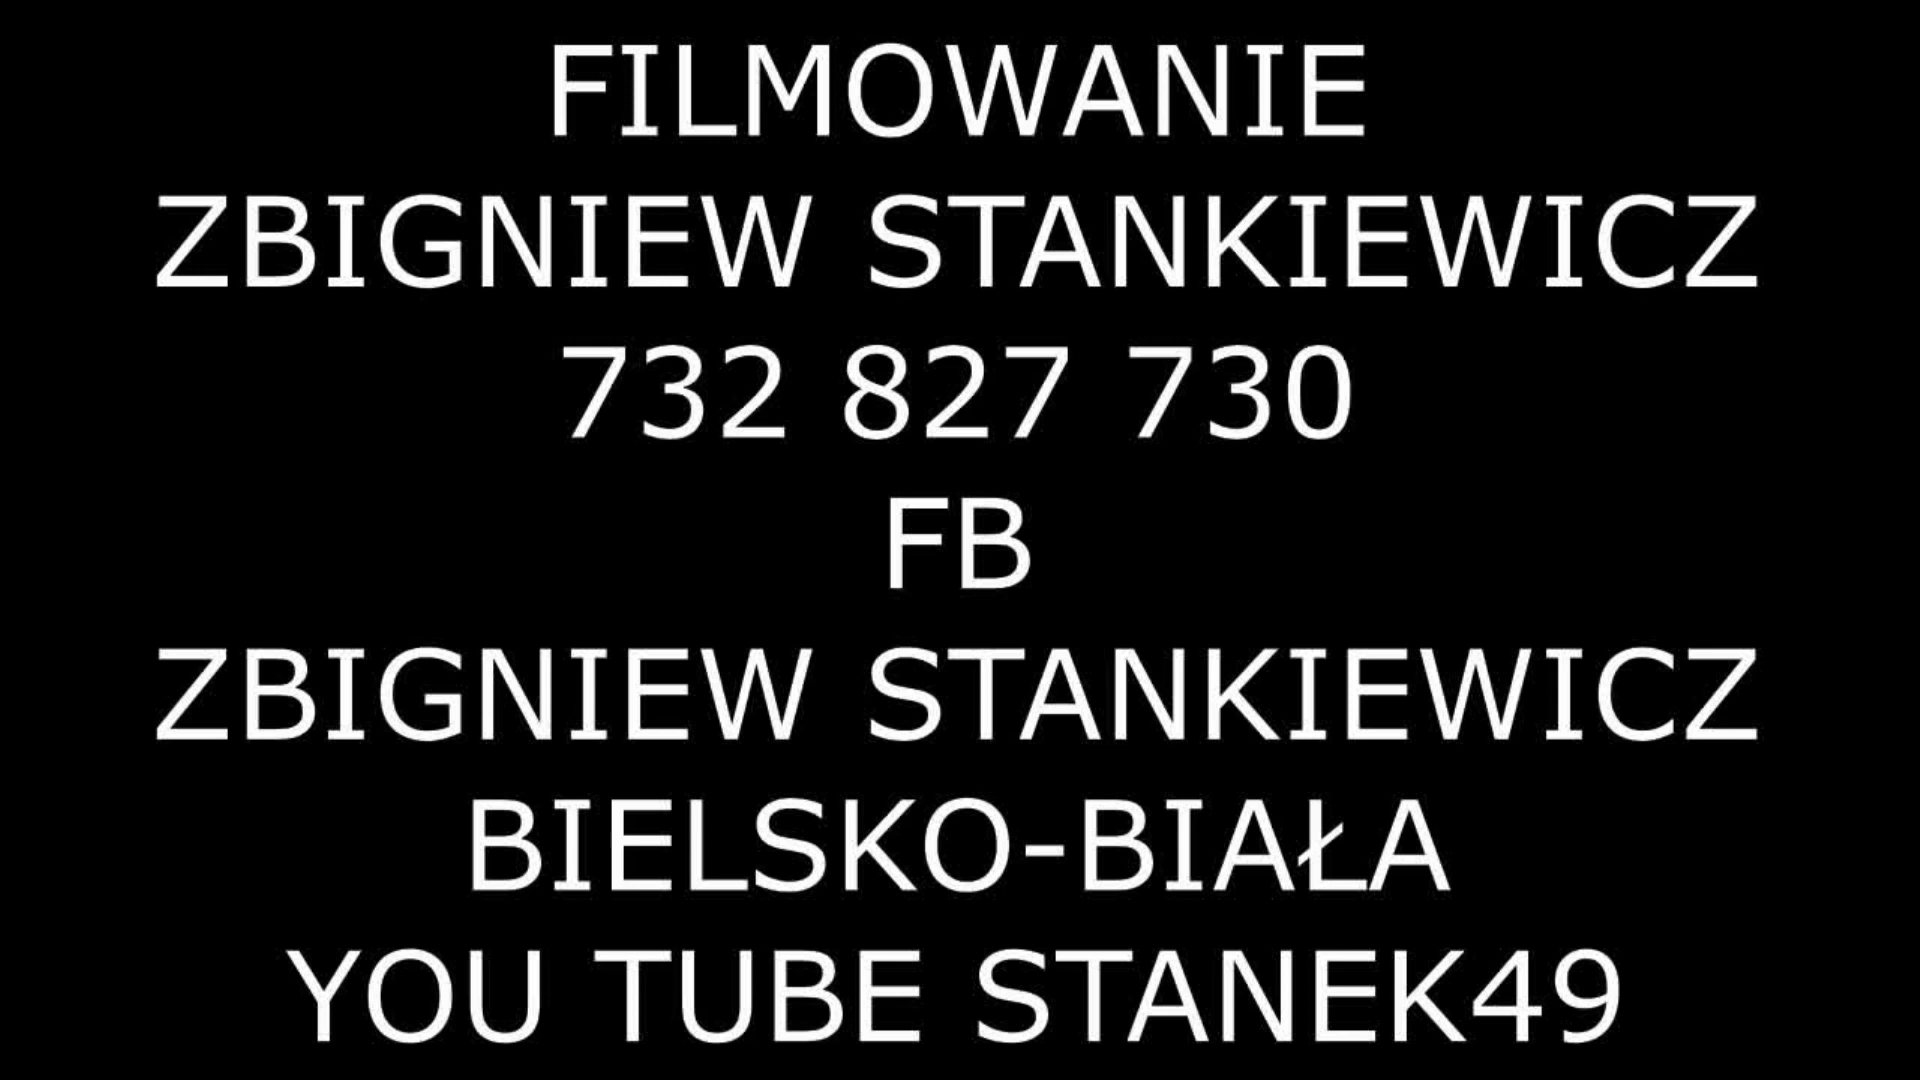 FILMOWANIE
ZBIGNIEW STANKIEWICZ
732 827 730
FB
ZBIGNIEW STANKIEWICZ
BIELSKO-BIAŁA
YOU TUBE STANEK49